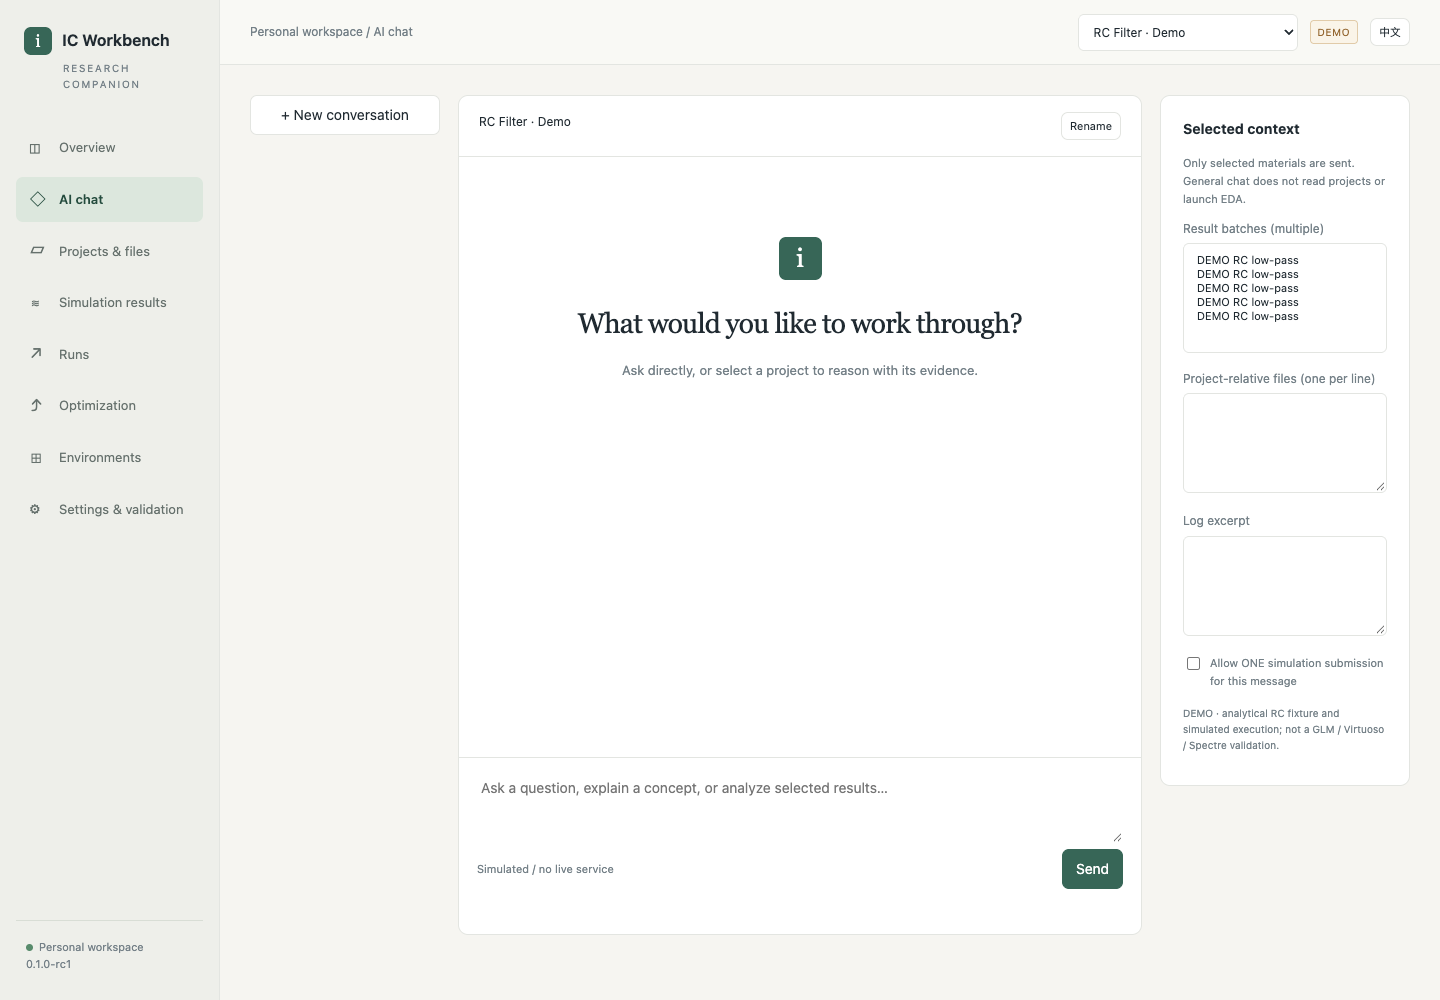 i
IC Workbench
RESEARCH
COMPANION
Overview
AI chat
Projects & files
Simulation results
Runs
Optimization
Environments
Settings & validation
Personal workspace
0.1.0-rc1
Personal workspace / AI chat
RC Filter · Demo
DEMO
中文
+ New conversation
RC Filter · Demo
Rename
i
What would you like to work through?
Ask directly, or select a project to reason with its evidence.
Ask a question, explain a concept, or analyze selected results...
Simulated / no live service
Send
Selected context
Only selected materials are sent.
General chat does not read projects or
launch EDA.
Result batches (multiple)
DEMO RC low-pass
DEMO RC low-pass
DEMO RC low-pass
DEMO RC low-pass
DEMO RC low-pass
Project-relative files (one per line)
Log excerpt
Allow ONE simulation submission
for this message
DEMO · analytical RC fixture and
simulated execution; not a GLM / Virtuoso
/ Spectre validation.